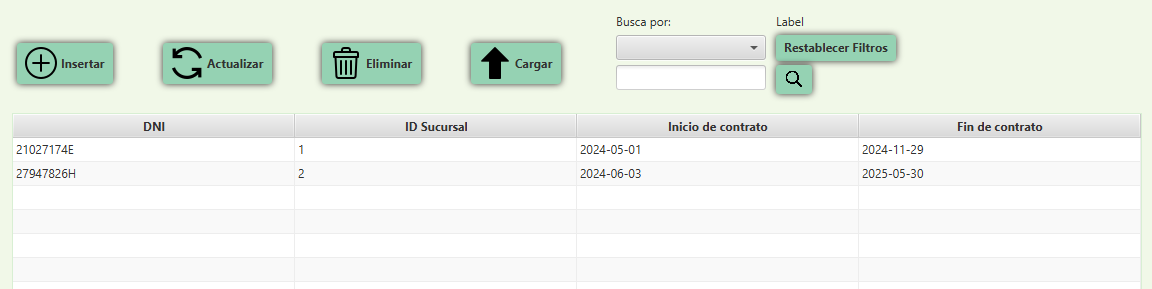 Busca por:
Label
Insertar
Actualizar
Eliminar
Cargar
Restablecer Filtros
DNI ID Sucursal Inicio de contrato Fin de contrato
21027174E 1 2024-05-01 2024-11-29
27947826H 2 2024-06-03 2025-05-30